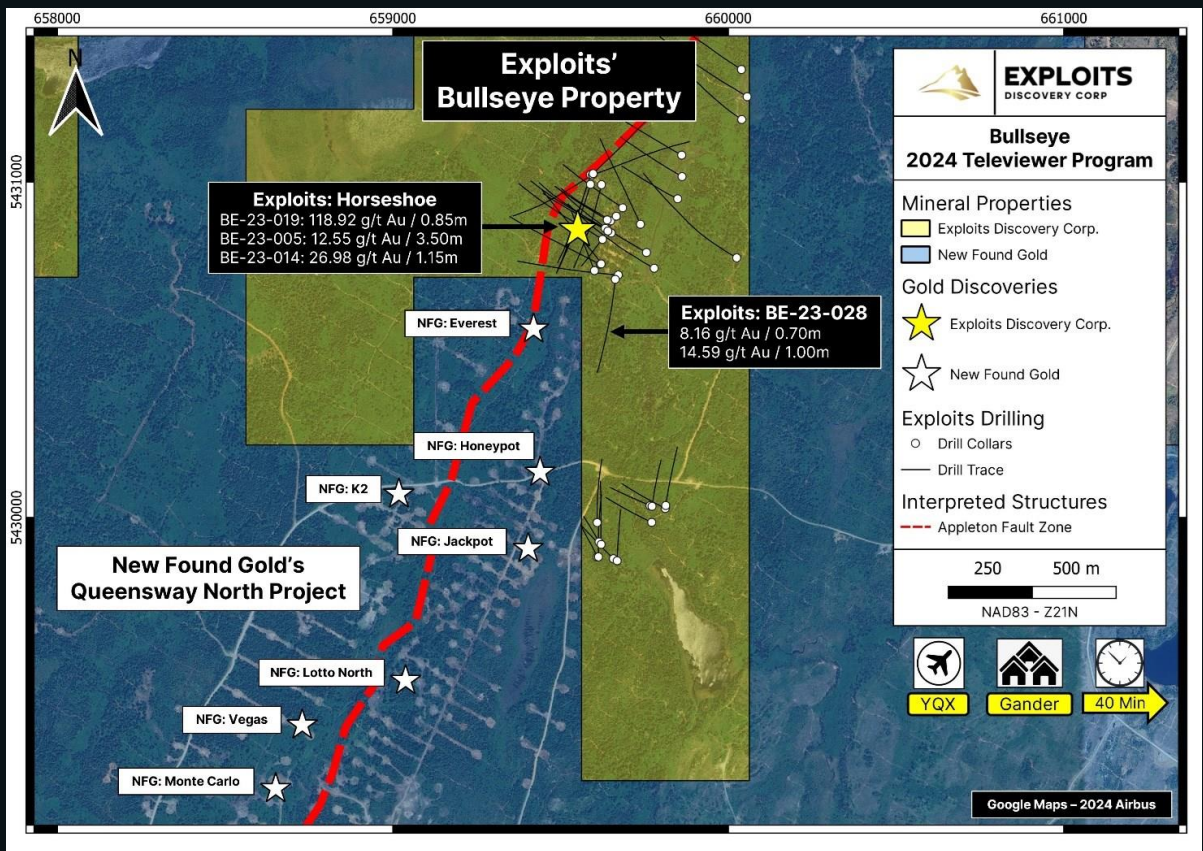 658000
659000
660000
661000
N
5431000
5430000
Exploits'
Bullseye Property
Exploits: Horseshoe
BE-23-019: 118.92 g/t Au / 0.85m
BE-23-005: 12.55 g/t Au / 3.50m
BE-23-014: 26.98 g/t Au / 1.15m
NFG: Everest
Exploits: BE-23-028
8.16 g/t Au / 0.70m
14.59 g/t Au / 1.00m
NFG: Honeypot
NFG: K2
NFG: Jackpot
New Found Gold's
Queensway North Project
NFG: Lotto North
NFG: Vegas
NFG: Monte Carlo
EXPLOITS
DISCOVERY CORP
Bullseye
2024 Televiewer Program
Mineral Properties
Exploits Discovery Corp.
New Found Gold
Gold Discoveries
Exploits Discovery Corp.
New Found Gold
Exploits Drilling
Drill Collars
Drill Trace
Interpreted Structures
Appleton Fault Zone
250 500 m
NAD83 - Z21N
YQX
Gander
40 Min
Google Maps – 2024 Airbus